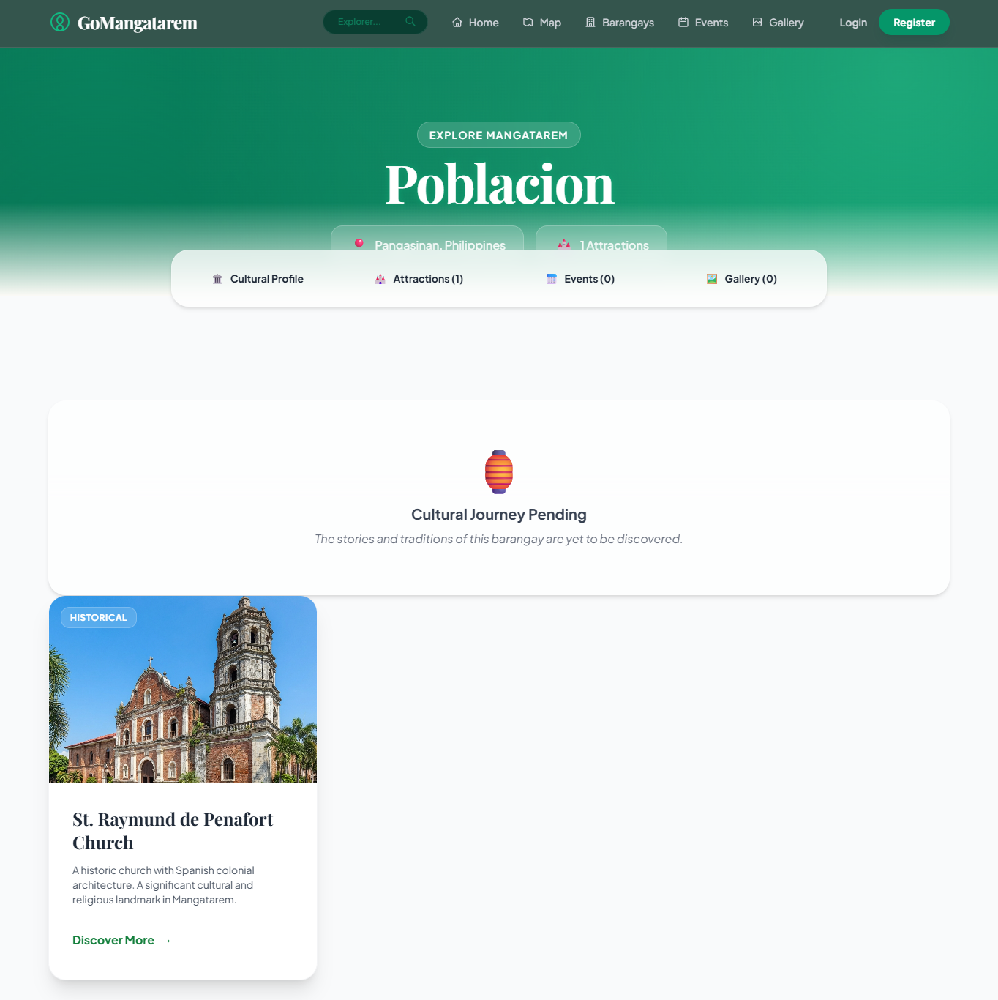 GoMangatarem
Explorer...
Home
Map
Barangays
Events
Gallery
Login
Register
EXPLORE MANGATAREM
Poblacion
Pangasinan, Philippines
1 Attractions
Cultural Profile
Attractions (1)
Events (0)
Gallery (0)
Cultural Journey Pending
The stories and traditions of this barangay are yet to be discovered.
HISTORICAL
St. Raymund de Penafort
Church
A historic church with Spanish colonial
architecture. A significant cultural and
religious landmark in Mangatarem.
Discover More →